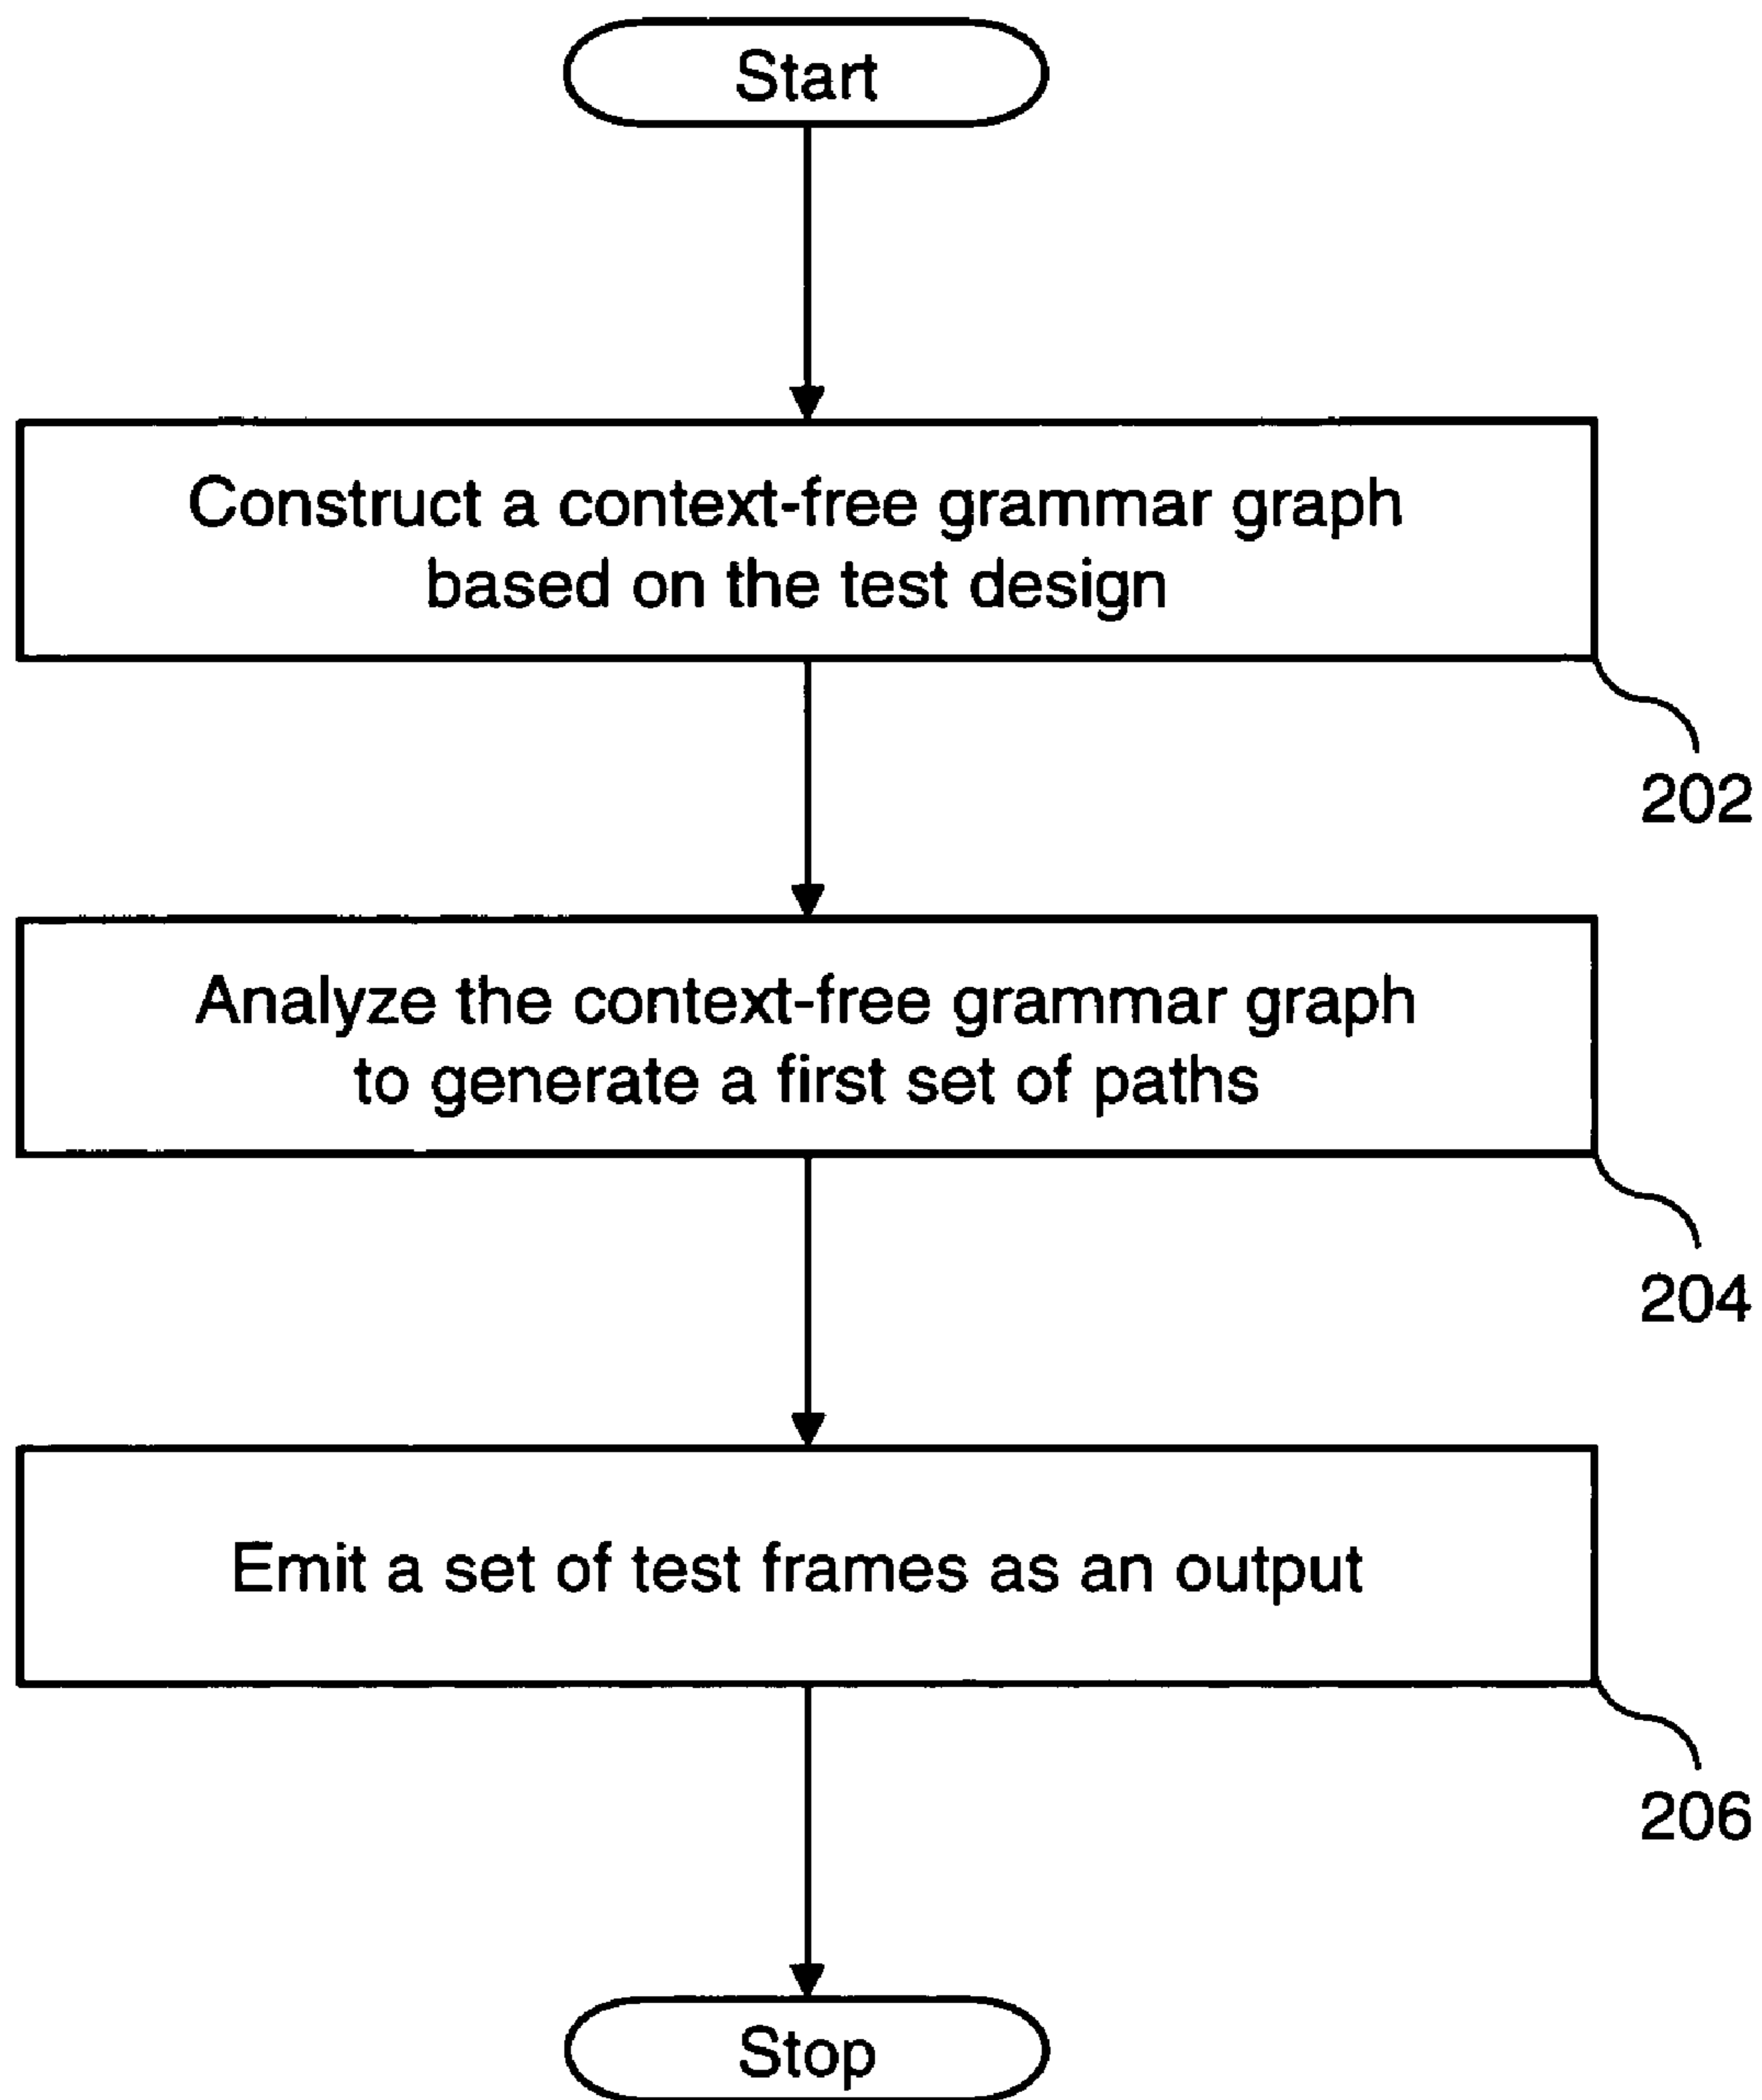 Start
Construct a context-free grammar graph
based on the test design
202
Analyze the context-free grammar graph
to generate a first set of paths
204
Emit a set of test frames as an output
206
Stop